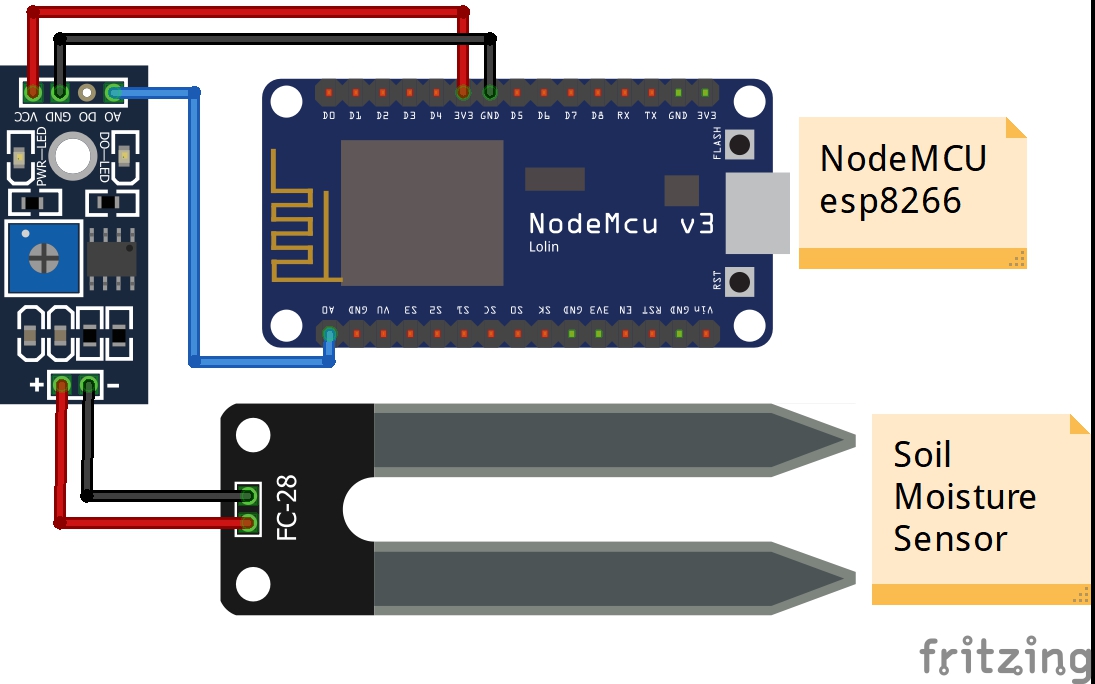 VCC GND DO AO
PWR-LED
DO-LED
+ -
D0 D1 D2 D3 D4 3V3 GND D5 D6 D7 D8 RX TX GND 3V3
FLASH
NodeMcu v3
Lolin
RST
A0 GND VU S3 S2 S1 SC S0 SK GND 3V3 EN RST GND Vin
NodeMCU
esp8266
FC-28
Soil
Moisture
Sensor
fritzing